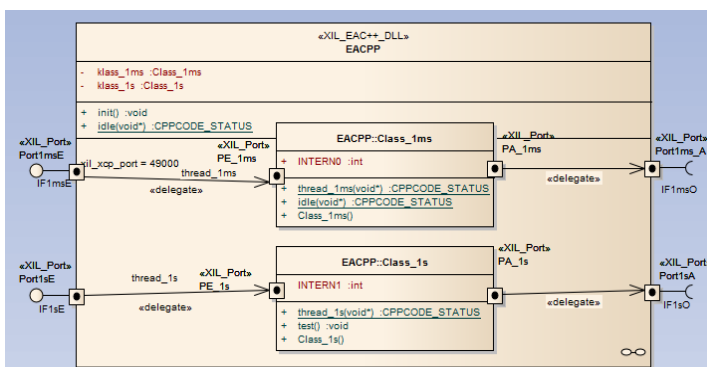 «XIL_EAC++_DLL»
EACPP
- klass_1ms :Class_1ms
- klass_1s :Class_1s
+ init() :void
+ idle(void*) :CPPCODE_STATUS
«XIL_Port»
Port1msE
IF1msE
xil_xcp_port = 49000
thread_1ms
«delegate»
«XIL_Port»
PE_1ms
EACPP::Class_1ms
+ INTERN0 :int
+ thread_1ms(void*) :CPPCODE_STATUS
+ idle(void*) :CPPCODE_STATUS
+ Class_1ms()
«XIL_Port»
PA_1ms
«delegate»
«XIL_Port»
Port1ms_A
IF1msO
«XIL_Port»
Port1sE
IF1sE
thread_1s
«delegate»
«XIL_Port»
PE_1s
EACPP::Class_1s
INTERN1 :int
+ thread_1s(void*) :CPPCODE_STATUS
+ test() :void
+ Class_1s()
«XIL_Port»
PA_1s
«delegate»
«XIL_Port»
Port1sA
IF1sO